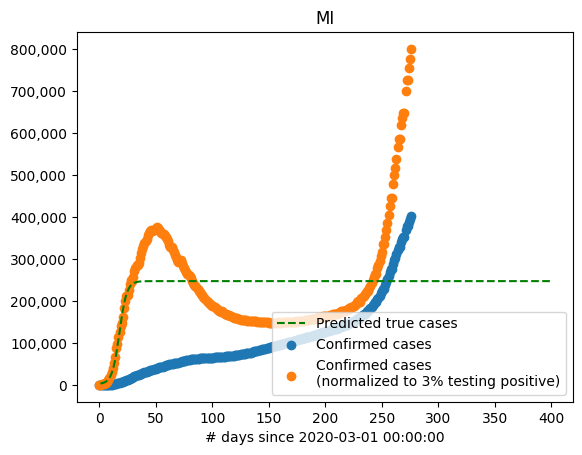 MI
800,000
700,000
600,000
500,000
400,000
300,000
200,000
100,000
0
0 50 100 150 200 250 300 350 400
# days since 2020-03-01 00:00:00
Predicted true cases
Confirmed cases
Confirmed cases
(normalized to 3% testing positive)